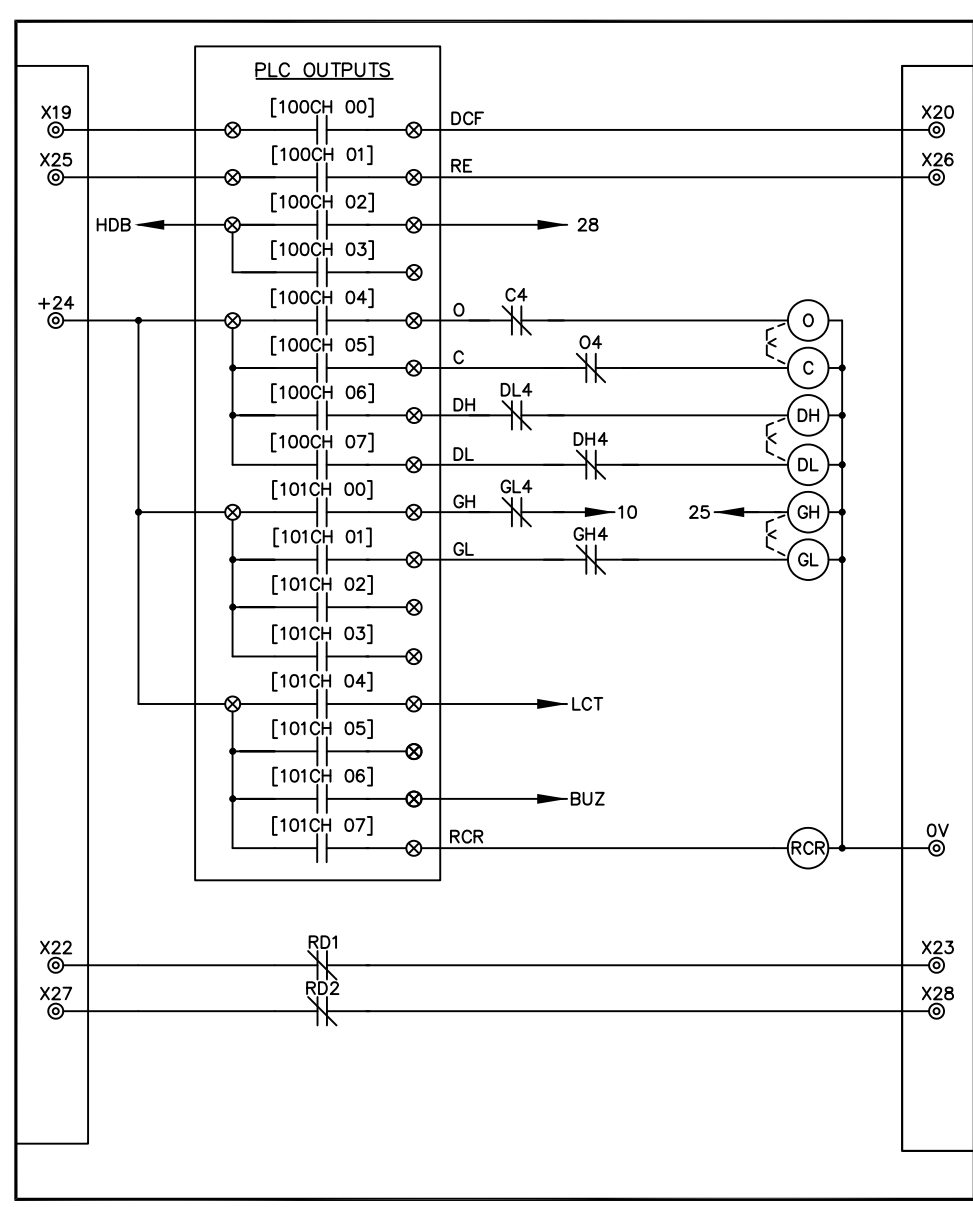 PLC OUTPUTS
X19 [100CH 00] DCF X20
X25 [100CH 01] RE X26
HDB [100CH 02] 28
[100CH 03]
+24 [100CH 04] O C4 O
[100CH 05] C O4 C
[100CH 06] DH DL4 DH
[100CH 07] DL DH4 DL
[101CH 00] GH GL4 10 25 GH
[101CH 01] GL GH4 GL
[101CH 02]
[101CH 03]
[101CH 04] LCT
[101CH 05]
[101CH 06] BUZ
[101CH 07] RCR RCR 0V
X22 RD1 X23
X27 RD2 X28